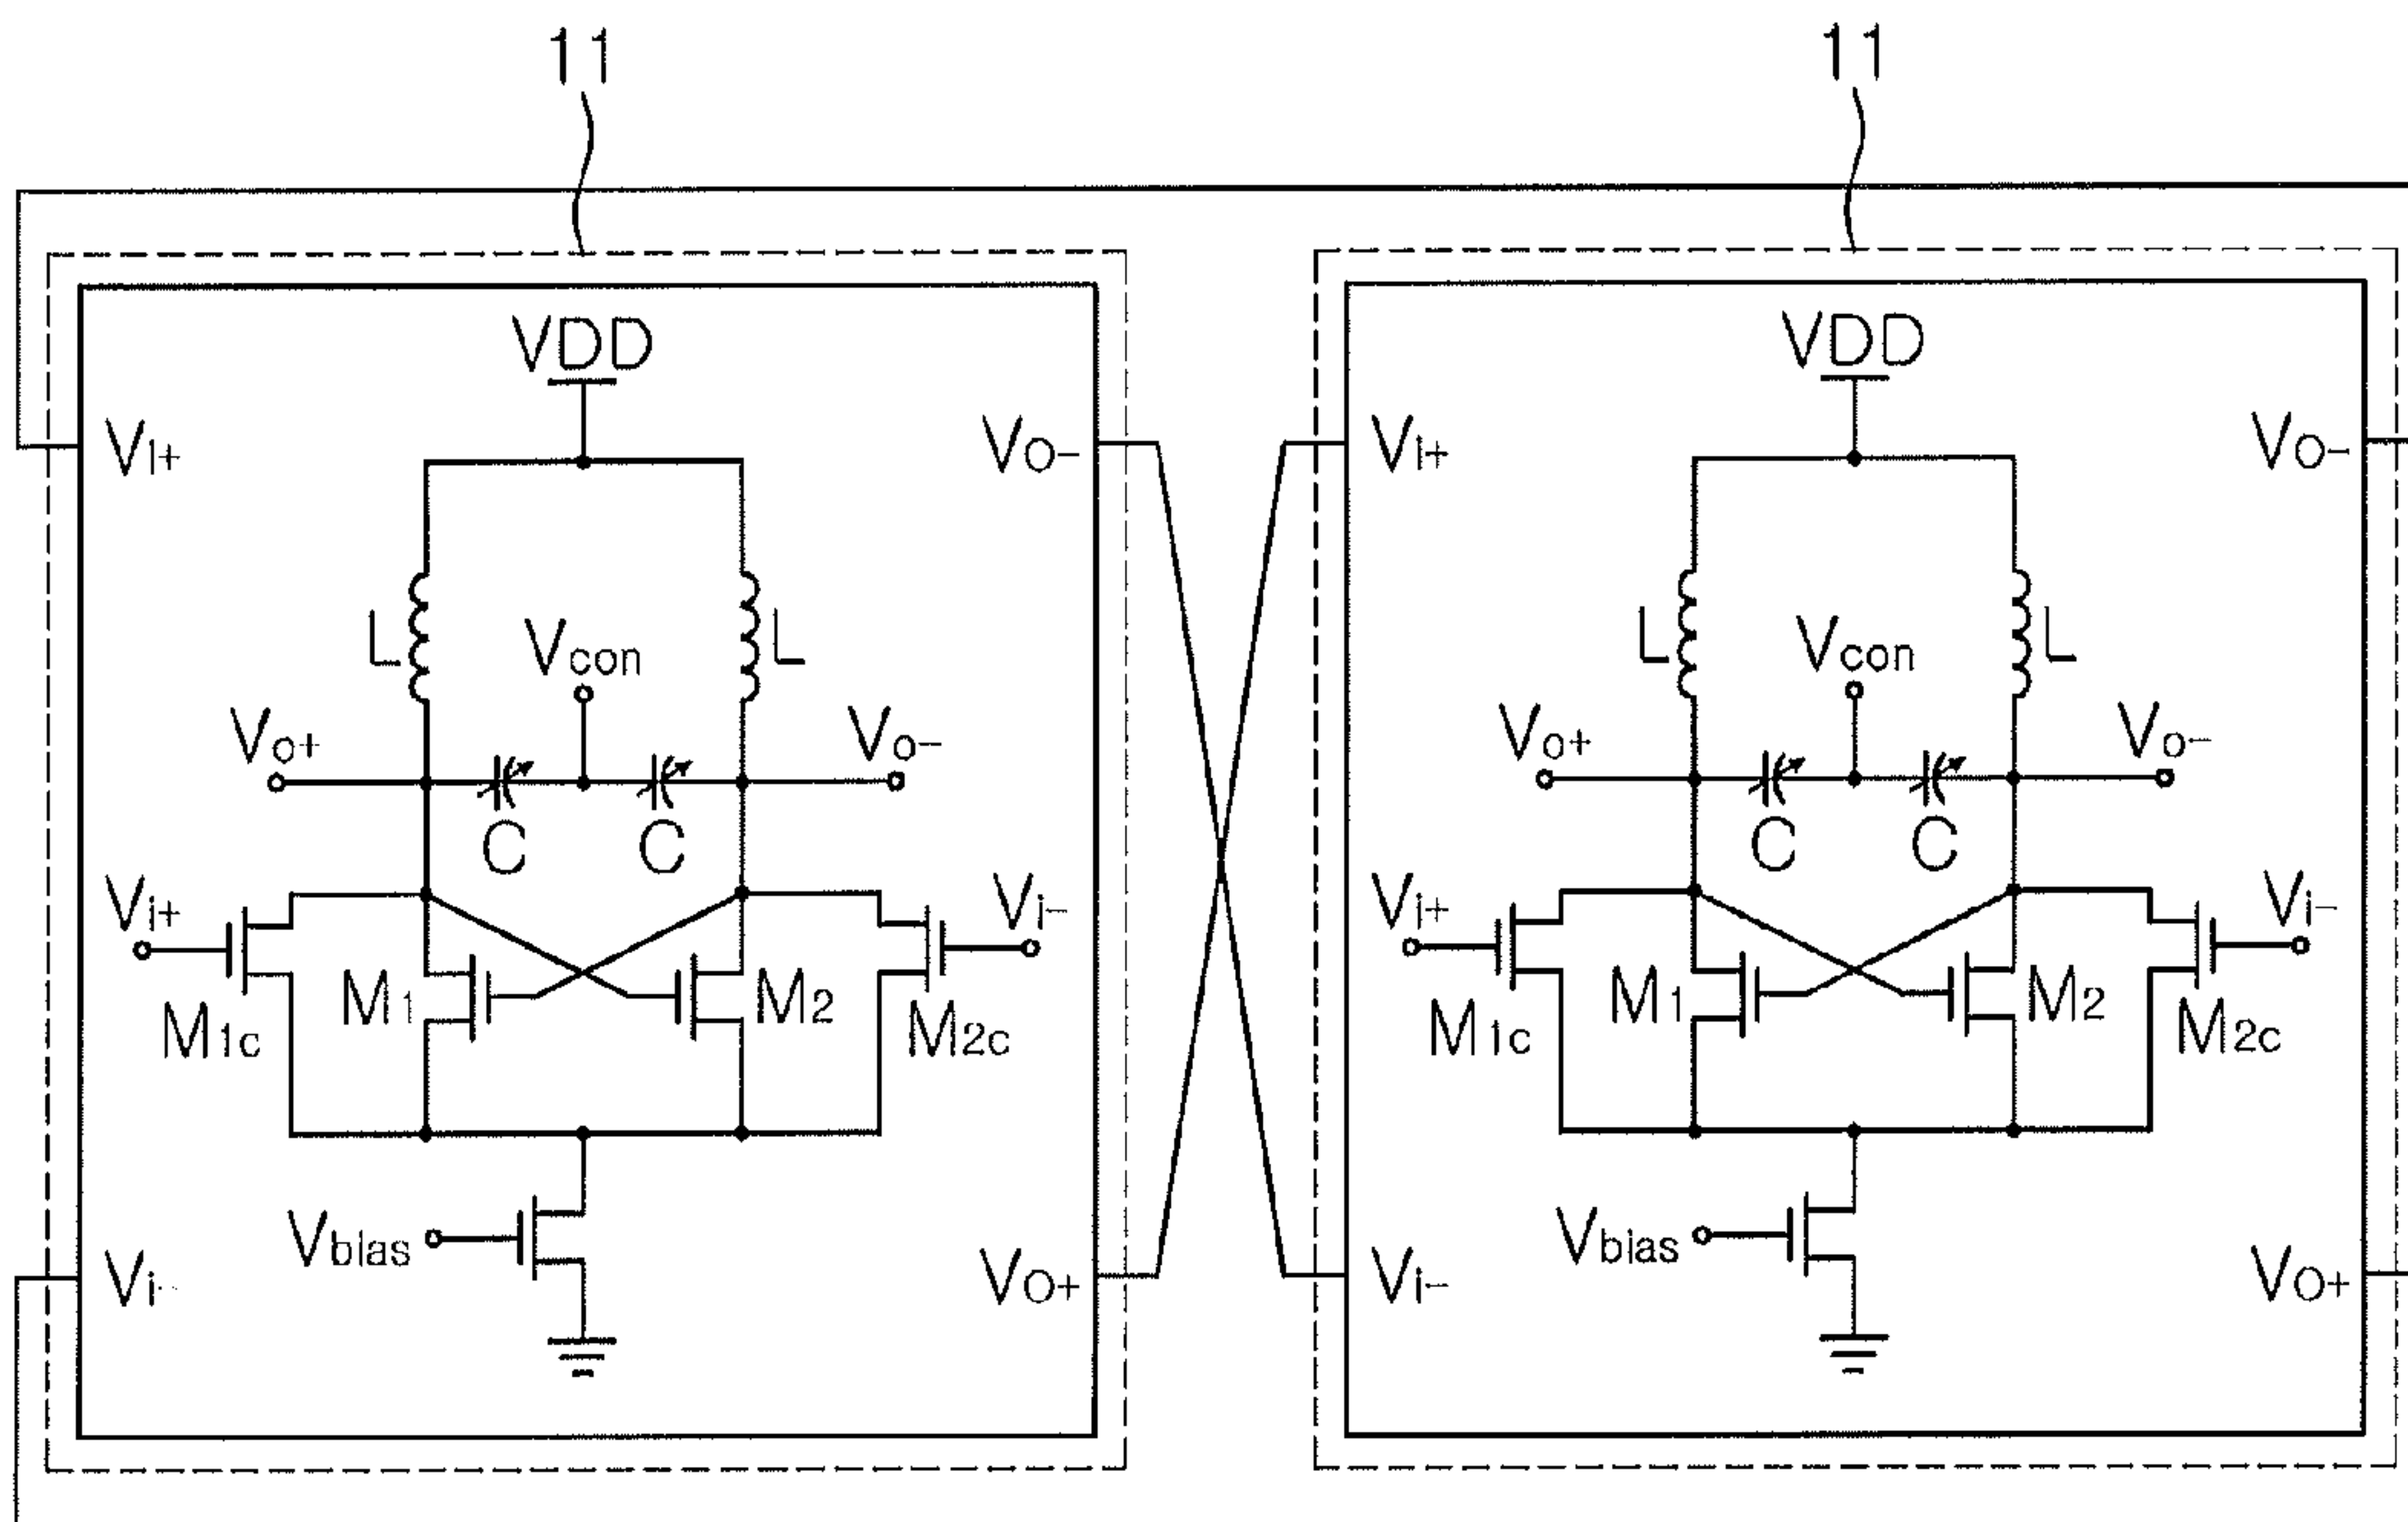 11 11
VDD VDD
VI+ VO- VI+ VO-
L Vcon L L Vcon L
Vo+ Vo- Vo+ Vo-
C C C C
Vi+ Vi- Vi+ Vi-
M1c M1 M2 M2c M1c M1 M2 M2c
Vbias Vbias
Vi- VO+ Vi- VO+